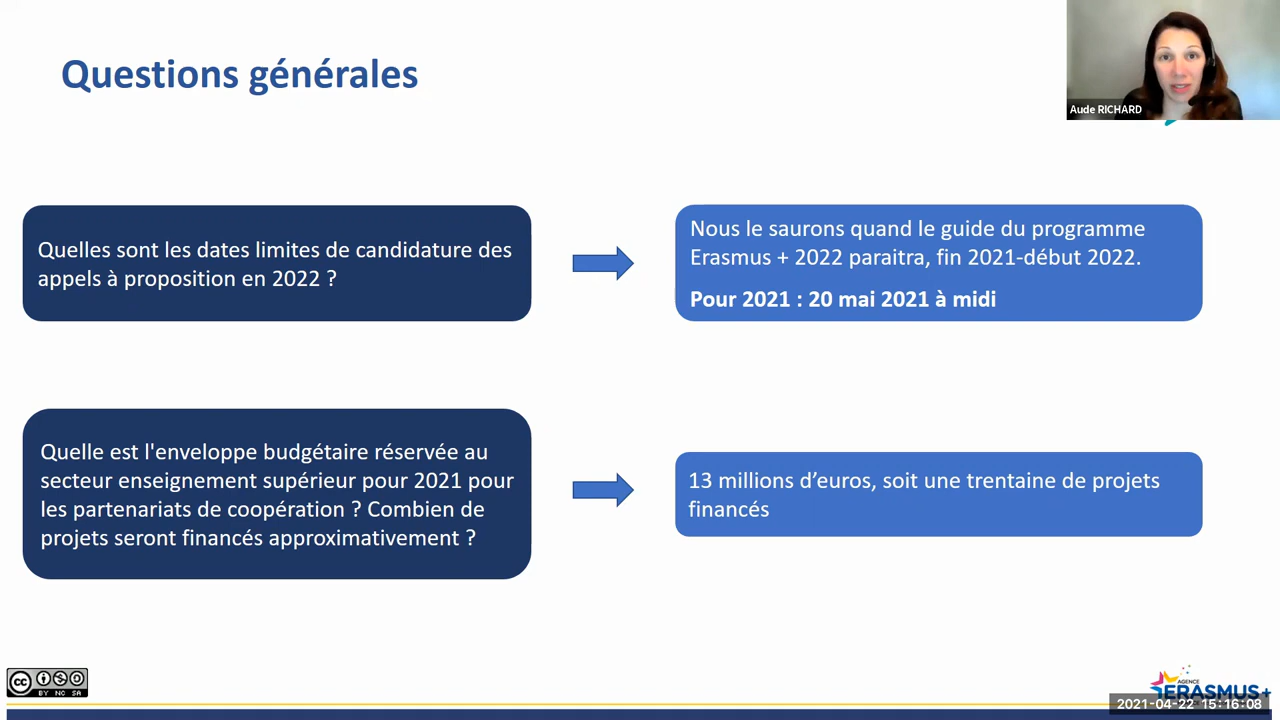 Questions générales
Aude RICHARD
Quelles sont les dates limites de candidature des
appels à proposition en 2022 ?
Nous le saurons quand le guide du programme
Erasmus + 2022 paraitra, fin 2021-début 2022.
Pour 2021 : 20 mai 2021 à midi
Quelle est l'enveloppe budgétaire réservée au
secteur enseignement supérieur pour 2021 pour
les partenariats de coopération ? Combien de
projets seront financés approximativement ?
13 millions d’euros, soit une trentaine de projets
financés
cc
BY NC SA
AGENCE
ERASMUS+
2021-04-22 15:16:08